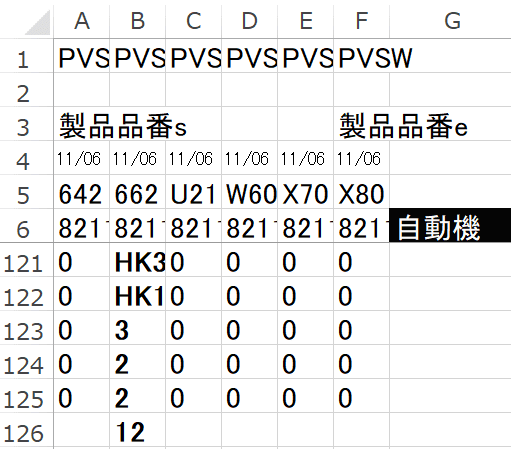 A B C D E F G
1 PVS PVS PVS PVS PVS PVSW
2
3 製品品番s 製品品番e
4 11/06 11/06 11/06 11/06 11/06 11/06
5 642 662 U21 W60 X70 X80
6 821 821 821 821 821 821 自動機
121 0 HK3 0 0 0 0
122 0 HK1 0 0 0 0
123 0 3 0 0 0 0
124 0 2 0 0 0 0
125 0 2 0 0 0 0
126 12